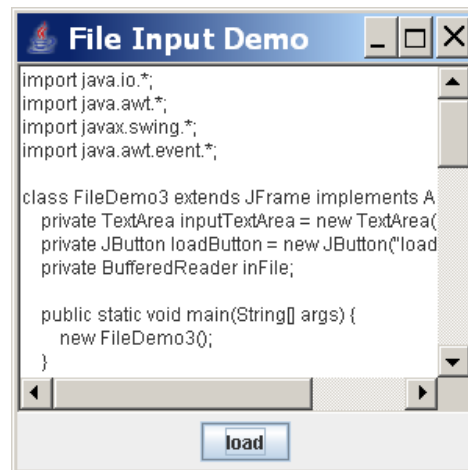 File Input Demo
import java.io.*;
import java.awt.*;
import javax.swing.*;
import java.awt.event.*;
class FileDemo3 extends JFrame implements A
private TextArea inputTextArea = new TextArea(
private JButton loadButton = new JButton("load
private BufferedReader inFile;
public static void main(String[] args) {
new FileDemo3();
}
load